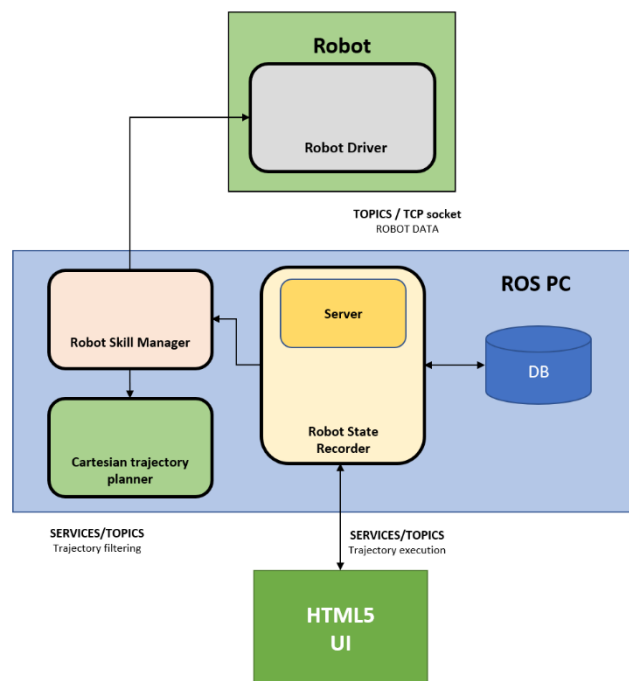 Robot
Robot Driver
TOPICS / TCP socket
ROBOT DATA
ROS PC
Server
Robot Skill Manager
DB
Robot State
Recorder
Cartesian trajectory
planner
SERVICES/TOPICS
Trajectory filtering
SERVICES/TOPICS
Trajectory execution
HTML5
UI